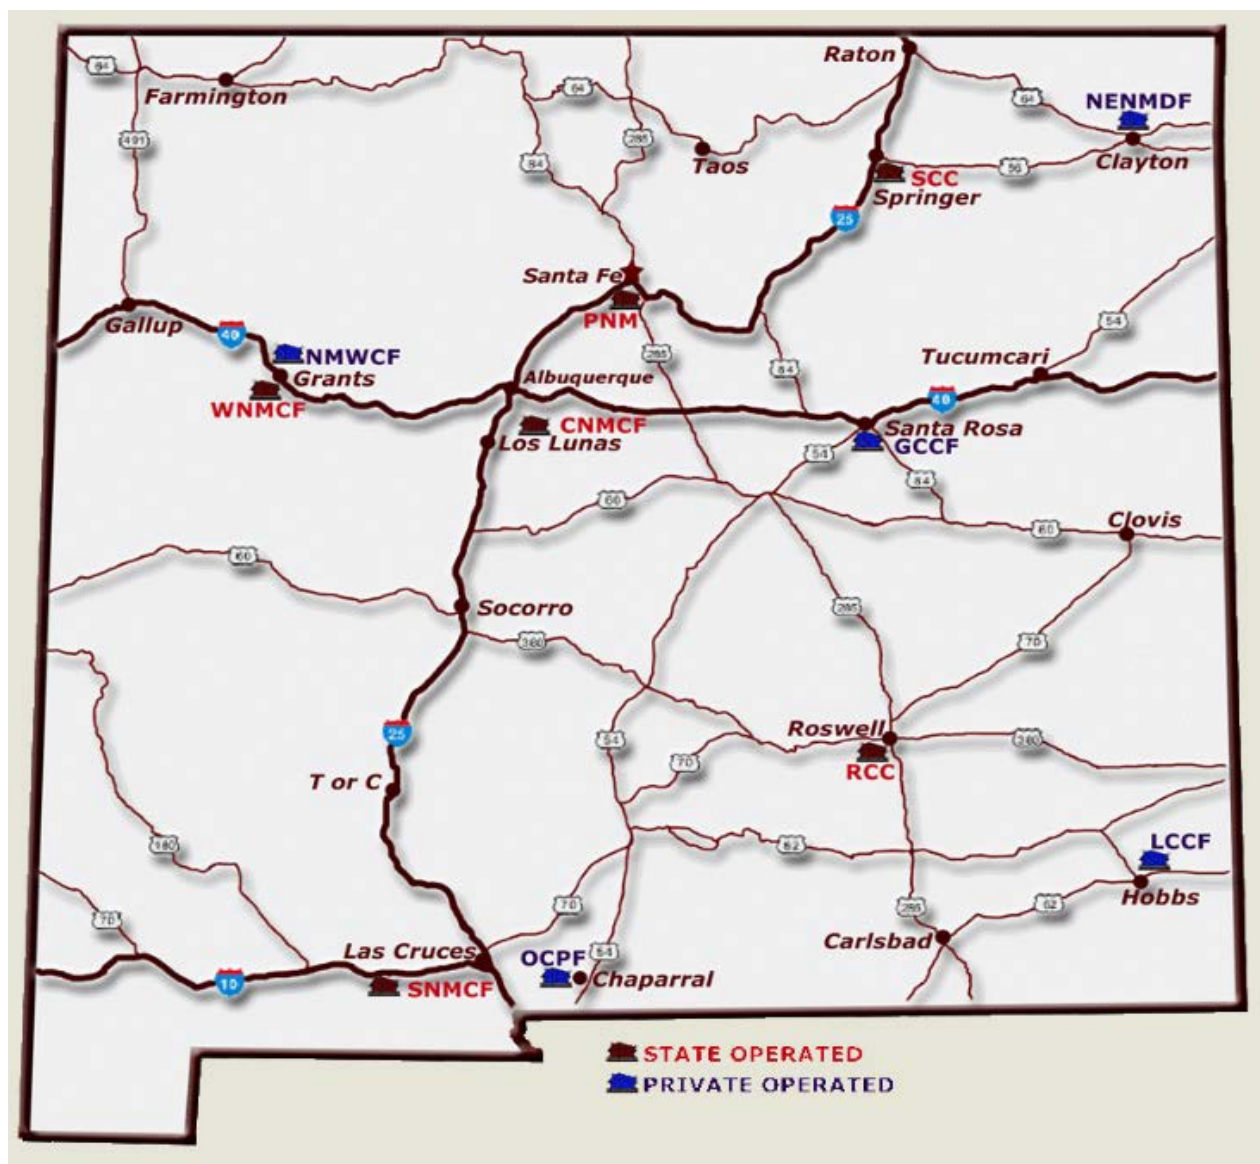 Raton
64
Farmington
64
64
NENMDF
491
285
84
Taos
Clayton
56
SCC
Springer
25
Santa Fe
PNM
Gallup
40
54
285
NMWCF
Grants
WNMCF
84
Tucumcari
Albuquerque
40
CNMCF
Los Lunas
Santa Rosa
GCCF
54
84
60
Clovis
60
60
Socorro
285
360
70
Roswell
25
54
380
70
RCC
T or C
180
82
LCCF
Hobbs
70
70
285
62
Las Cruces
Carlsbad
OCPF
54
Chaparral
10
SNMCF
STATE OPERATED
PRIVATE OPERATED